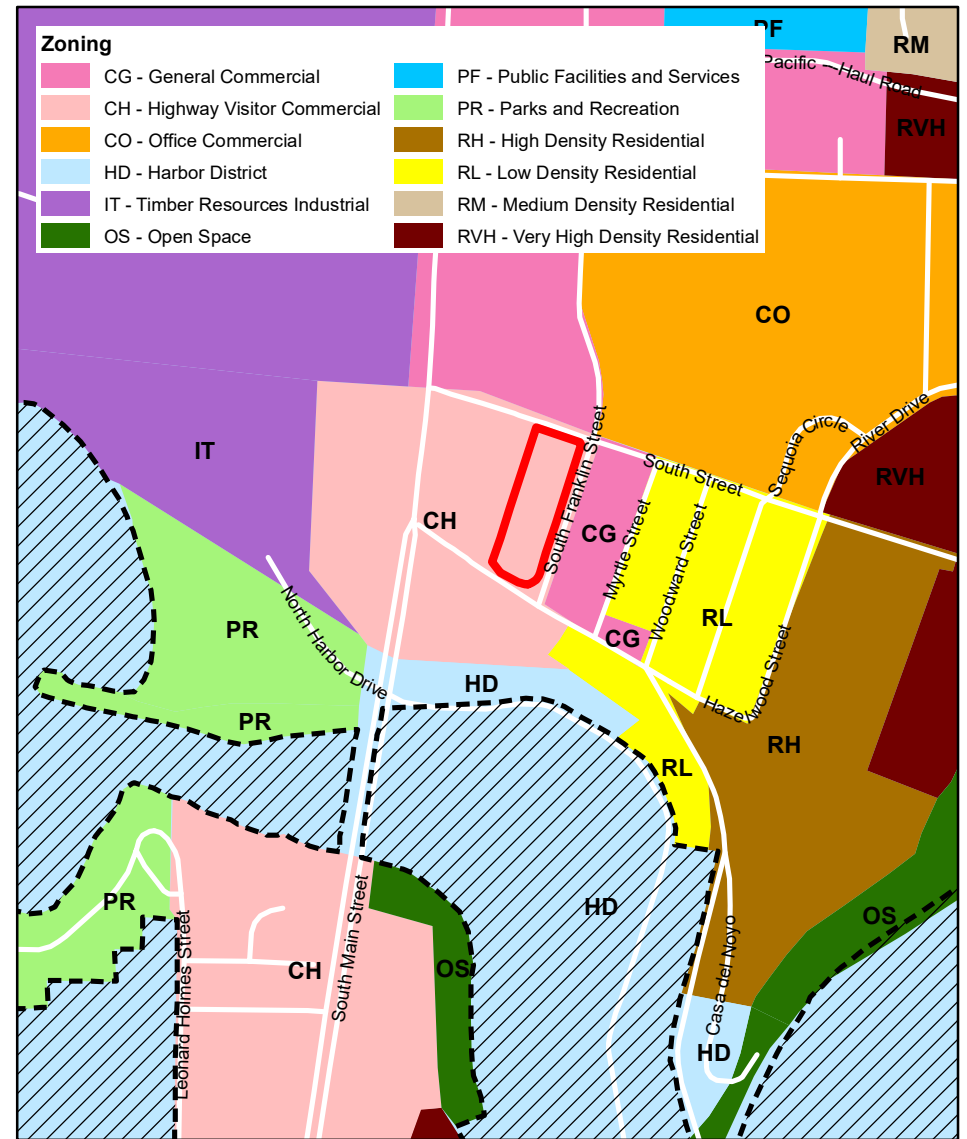 PF
RM
Pacific
Haul Road
RVH
Zoning
CG - General Commercial
CH - Highway Visitor Commercial
CO - Office Commercial
HD - Harbor District
IT - Timber Resources Industrial
OS - Open Space
PF - Public Facilities and Services
PR - Parks and Recreation
RH - High Density Residential
RL - Low Density Residential
RM - Medium Density Residential
RVH - Very High Density Residential
CO
IT
CH
South Franklin Street
CG
South Street
Sequoia Circle
River Drive
RVH
Myrtle Street
Woodward Street
RL
CG
Hazelwood Street
PR
North Harbor Drive
HD
PR
RH
RL
PR
HD
OS
Leonard Holmes Street
CH
South Main Street
OS
Casa del Noyo
HD